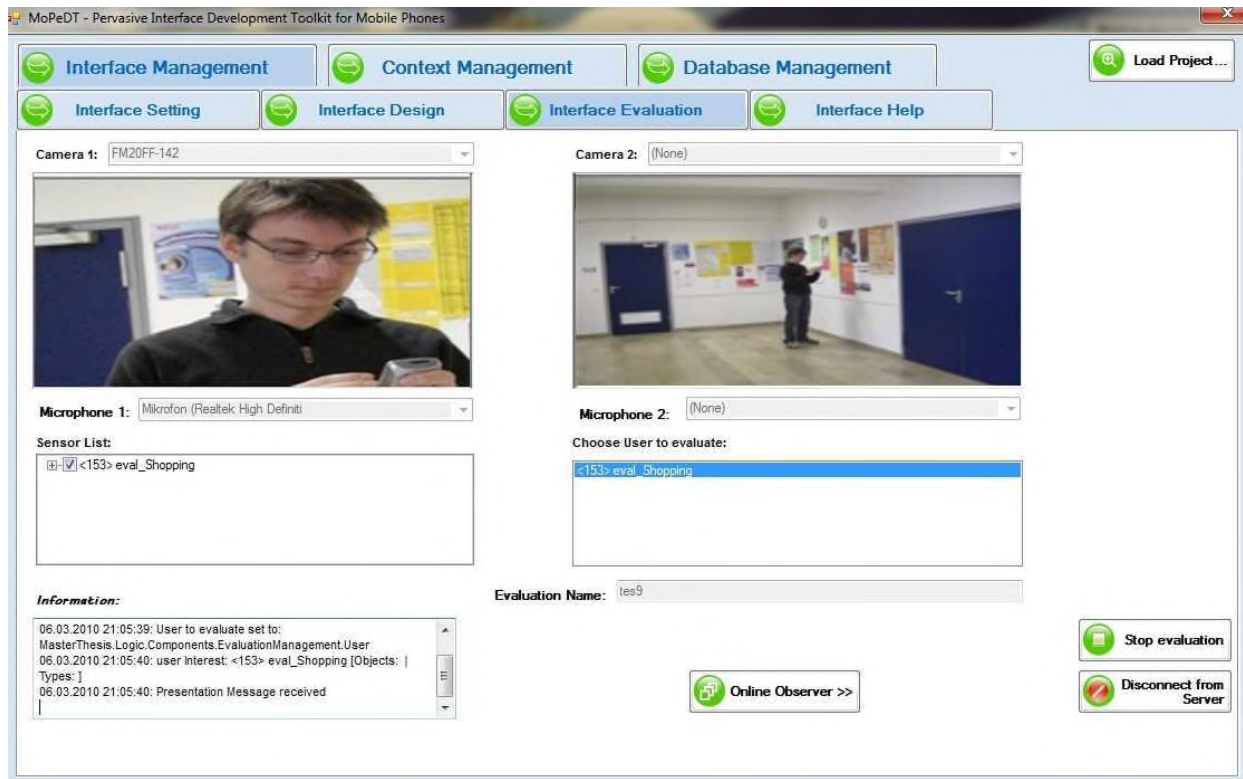 MoPeDT - Pervasive Interface Development Toolkit for Mobile Phones
X
Interface Management
Context Management
Database Management
Load Project...
Interface Setting
Interface Design
Interface Evaluation
Interface Help
Camera 1: FM20FF-142
Camera 2: (None)
Microphone 1: Mikrofon (Realtek High Definiti
Microphone 2: (None)
Sensor List:
<153> eval_Shopping
Choose User to evaluate:
<153> eval_Shopping
Evaluation Name: tes9
Information:
06.03.2010 21:05:39: User to evaluate set to:
MasterThesis.Logic.Components.EvaluationManagement.User
06.03.2010 21:05:40: user Interest: <153> eval_Shopping [Objects: |
Types: ]
06.03.2010 21:05:40: Presentation Message received
Online Observer >>
Stop evaluation
Disconnect from
Server